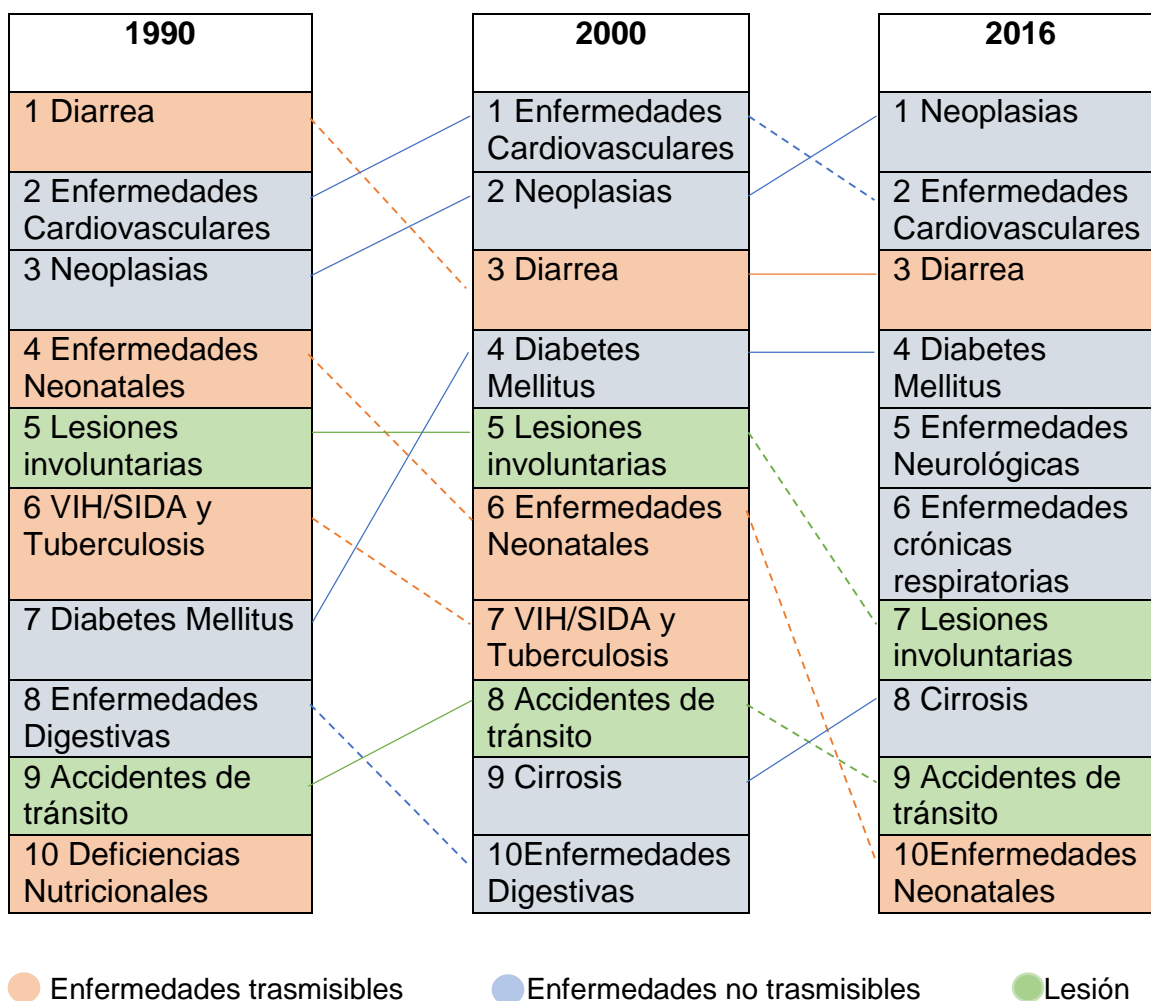 1990
1 Diarrea
2 Enfermedades
Cardiovasculares
3 Neoplasias
4 Enfermedades
Neonatales
5 Lesiones
involuntarias
6 VIH/SIDA y
Tuberculosis
7 Diabetes Mellitus
8 Enfermedades
Digestivas
9 Accidentes de
tránsito
10 Deficiencias
Nutricionales
2000
1 Enfermedades
Cardiovasculares
2 Neoplasias
3 Diarrea
4 Diabetes
Mellitus
5 Lesiones
involuntarias
6 Enfermedades
Neonatales
7 VIH/SIDA y
Tuberculosis
8 Accidentes de
tránsito
9 Cirrosis
10Enfermedades
Digestivas
2016
1 Neoplasias
2 Enfermedades
Cardiovasculares
3 Diarrea
4 Diabetes
Mellitus
5 Enfermedades
Neurológicas
6 Enfermedades
crónicas
respiratorias
7 Lesiones
involuntarias
8 Cirrosis
9 Accidentes de
tránsito
10Enfermedades
Neonatales
Enfermedades trasmisibles
Enfermedades no trasmisibles
Lesión